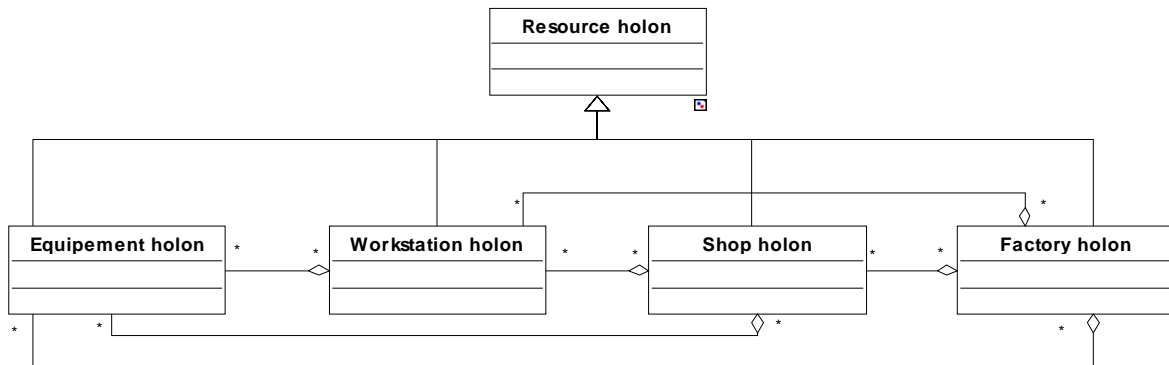 Resource holon
* *
Equipement holon * * Workstation holon * * Shop holon * * Factory holon
* * * *